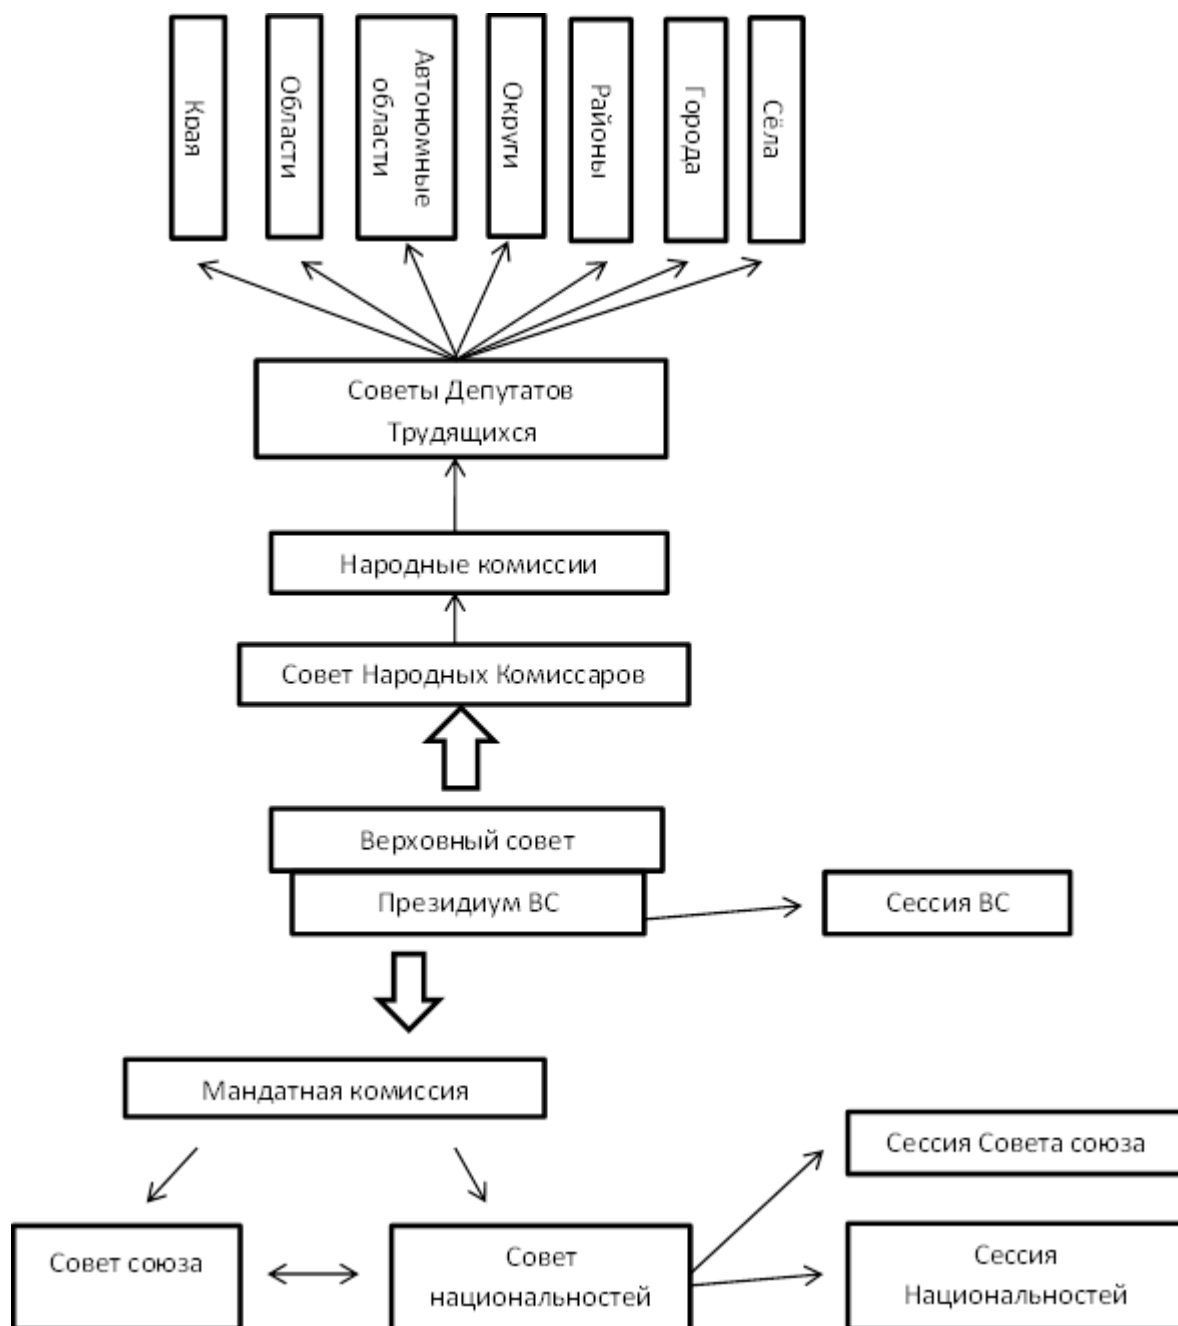 Края
Области
Автономные
области
Округи
Районы
Города
Сёла
Советы Депутатов
Трудящихся
Народные комиссии
Совет Народных Комиссаров
Верховный совет
Президиум ВС
Сессия ВС
Мандатная комиссия
Сессия Совета союза
Совет союза
Совет
национальностей
Сессия
Национальностей